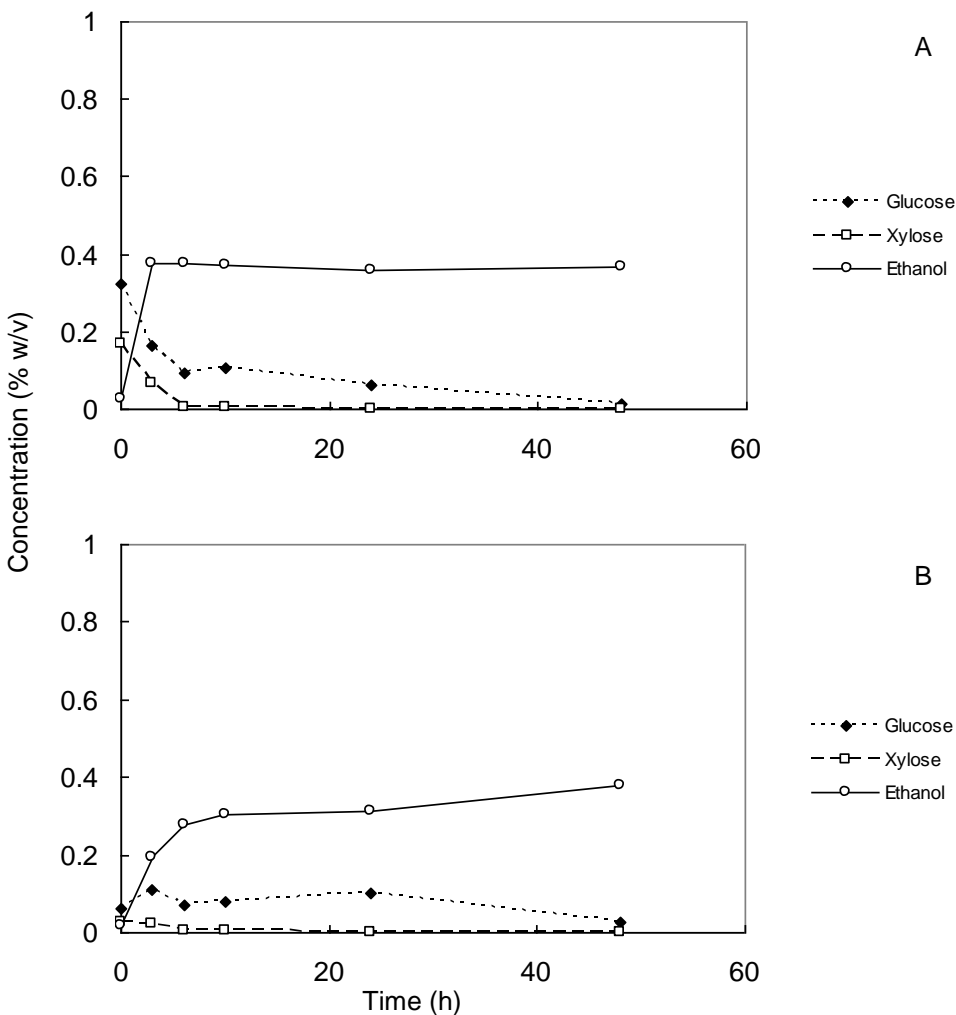 A
1
0.8
0.6
0.4
0.2
0
0 20 40 60
Glucose
Xylose
Ethanol
Concentration (% w/v)
B
1
0.8
0.6
0.4
0.2
0
0 20 40 60
Time (h)
Glucose
Xylose
Ethanol